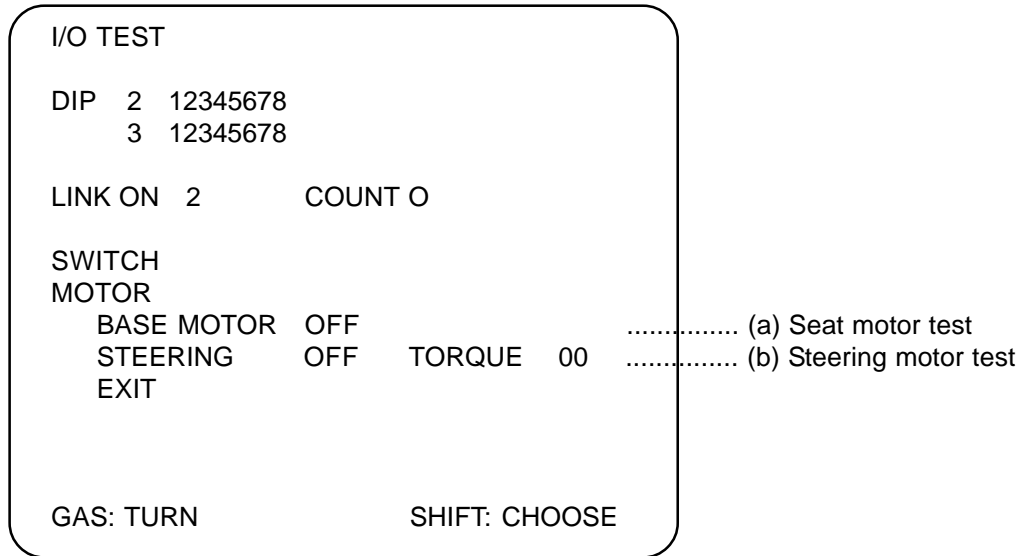 I/O TEST
DIP 2 12345678
3 12345678
LINK ON 2 COUNT O
SWITCH
MOTOR
BASE MOTOR OFF ............... (a) Seat motor test
STEERING OFF TORQUE 00 ............... (b) Steering motor test
EXIT
GAS: TURN SHIFT: CHOOSE